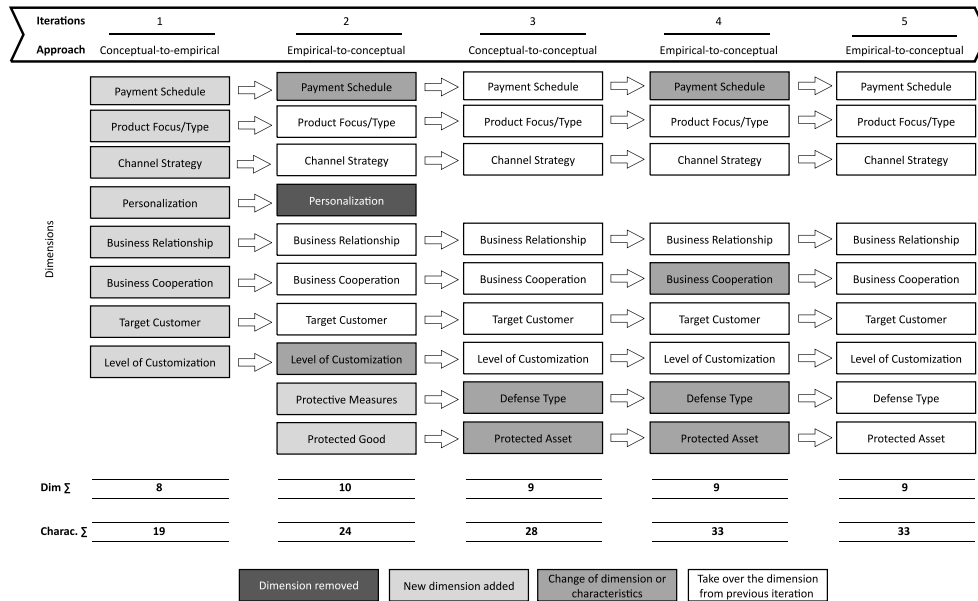 Iterations 1 2 3 4 5
Approach Conceptual-to-empirical Empirical-to-conceptual Conceptual-to-conceptual Empirical-to-conceptual Empirical-to-conceptual
Dimensions
Payment Schedule Payment Schedule Payment Schedule Payment Schedule Payment Schedule
Product Focus/Type Product Focus/Type Product Focus/Type Product Focus/Type Product Focus/Type
Channel Strategy Channel Strategy Channel Strategy Channel Strategy Channel Strategy
Personalization Personalization
Business Relationship Business Relationship Business Relationship Business Relationship Business Relationship
Business Cooperation Business Cooperation Business Cooperation Business Cooperation Business Cooperation
Target Customer Target Customer Target Customer Target Customer Target Customer
Level of Customization Level of Customization Level of Customization Level of Customization Level of Customization
Protective Measures Defense Type Defense Type Defense Type
Protected Good Protected Asset Protected Asset Protected Asset
Dim ∑ 8 10 9 9 9
Charac. ∑ 19 24 28 33 33
Dimension removed
New dimension added
Change of dimension or
characteristics
Take over the dimension
from previous iteration